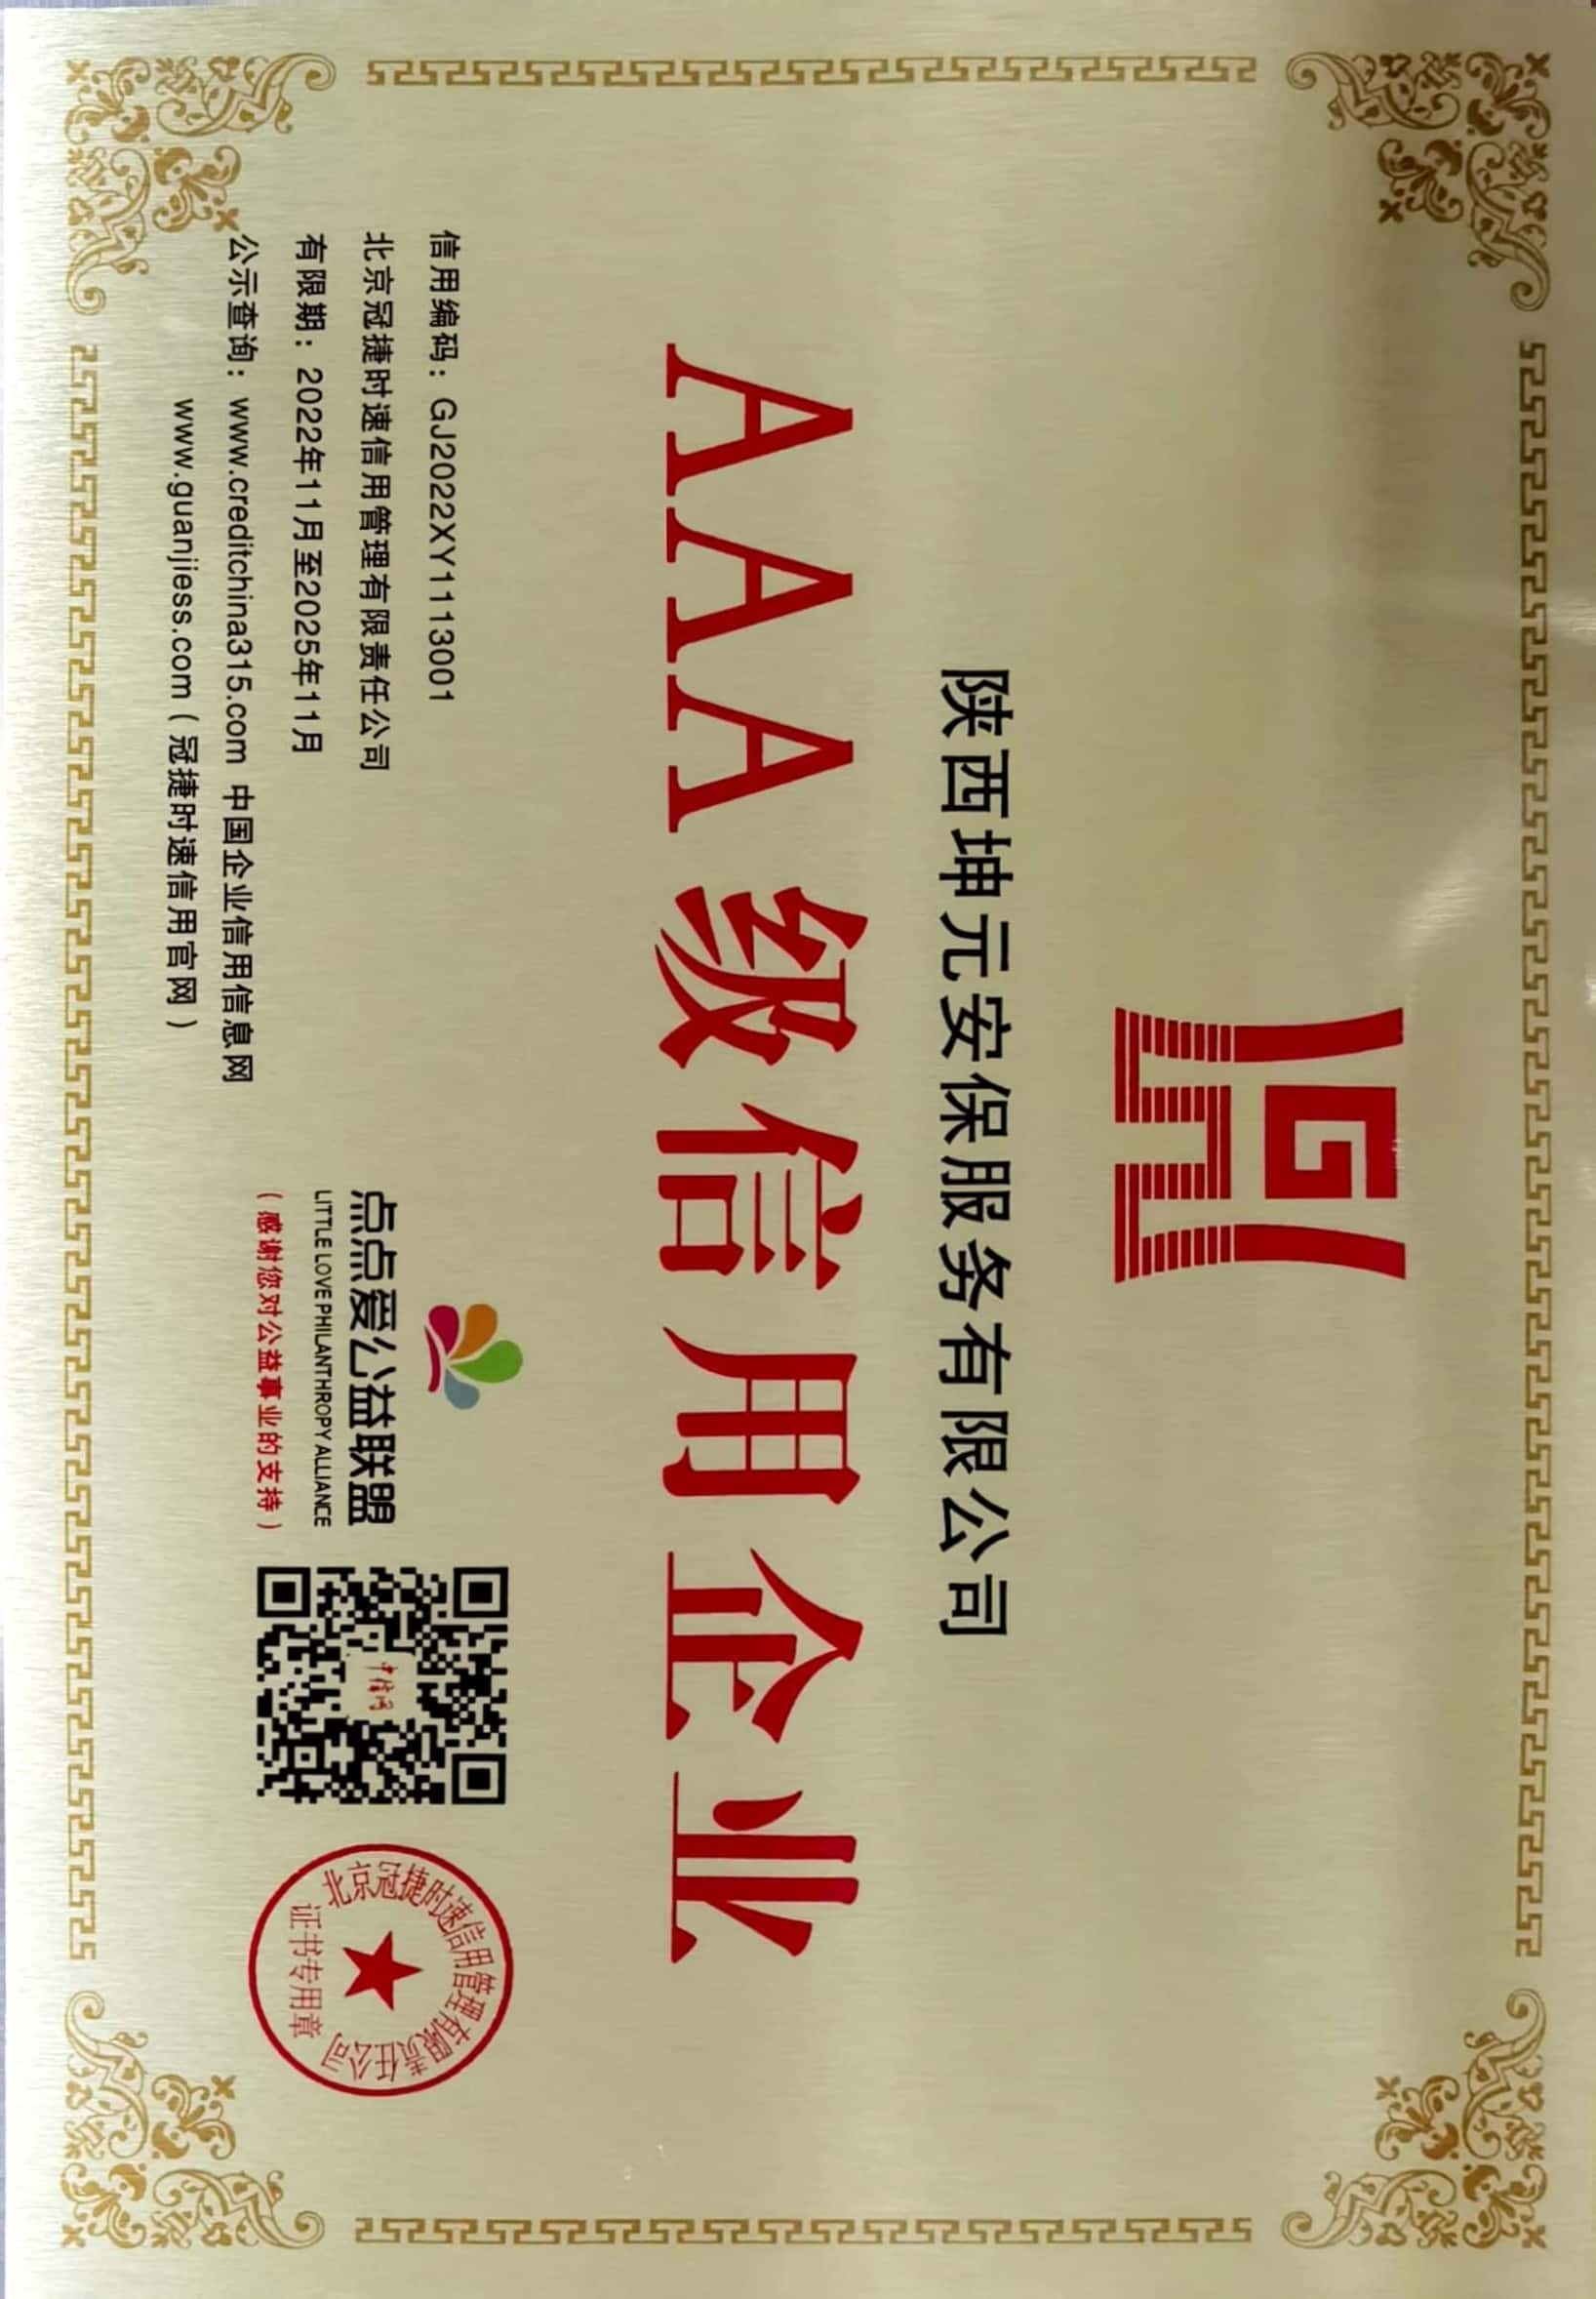 陕西坤元安保服务有限公司
AAA级信用企业
信用编码：GJ2022XY1113001
北京冠捷时速信用管理有限责任公司
有限期：2022年11月至2025年11月
公示查询：www.creditchina315.com 中国企业信用信息网
www.guanjiess.com（冠捷时速信用官网）
点点爱公益联盟
LITTLE LOVE PHILANTHROPY ALLIANCE
（感谢您对公益事业的支持）
中信网
北京冠捷时速信用管理有限责任公司
证书专用章